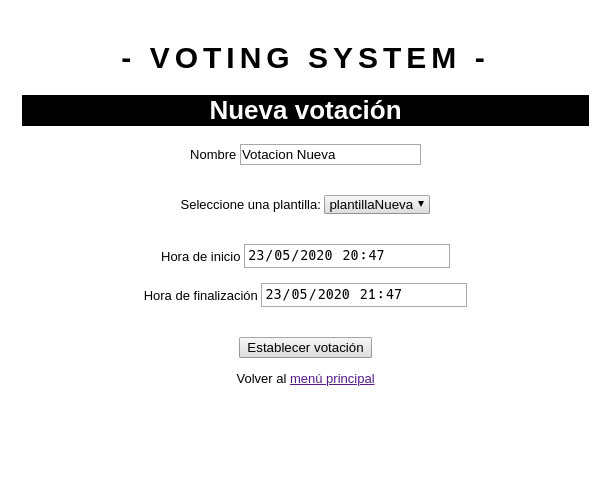 - VOTING SYSTEM -
Nueva votación
Nombre Votacion Nueva
Seleccione una plantilla: plantillaNueva
Hora de inicio 23/05/2020 20:47
Hora de finalización 23/05/2020 21:47
Establecer votación
Volver al menú principal